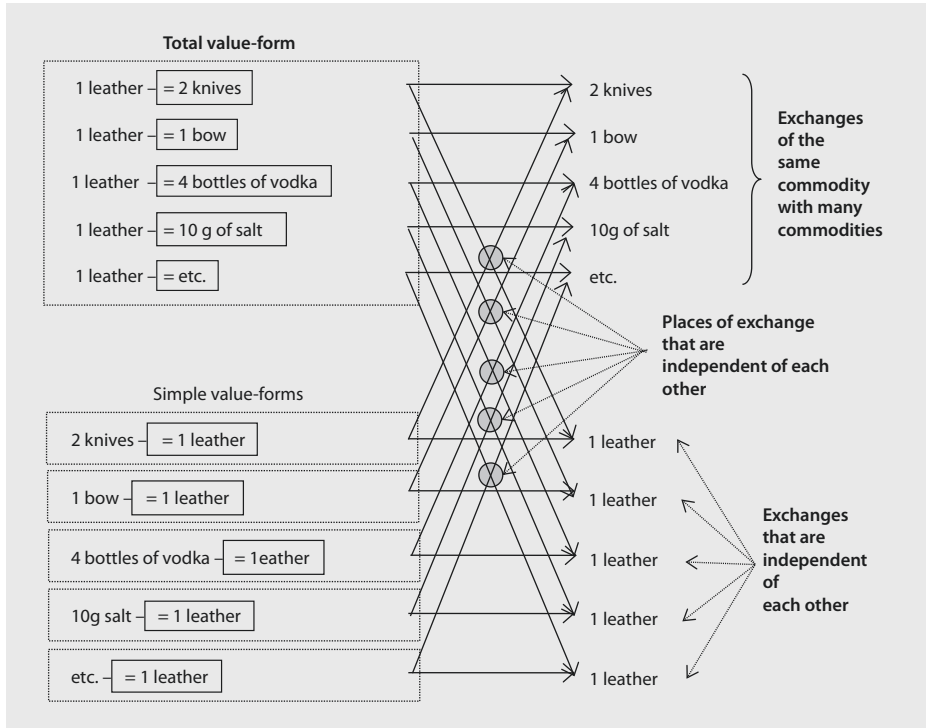 Total value-form
1 leather – = 2 knives
1 leather – = 1 bow
1 leather – = 4 bottles of vodka
1 leather – = 10 g of salt
1 leather – = etc.
2 knives
1 bow
4 bottles of vodka
10g of salt
etc.
Exchanges
of the
same
commodity
with many
commodities
Places of exchange
that are
independent of each
other
Simple value-forms
2 knives – = 1 leather
1 bow – = 1 leather
4 bottles of vodka – = 1eather
10g salt – = 1 leather
etc. – = 1 leather
1 leather
1 leather
1 leather
1 leather
1 leather
Exchanges
that are
independent
of
each other